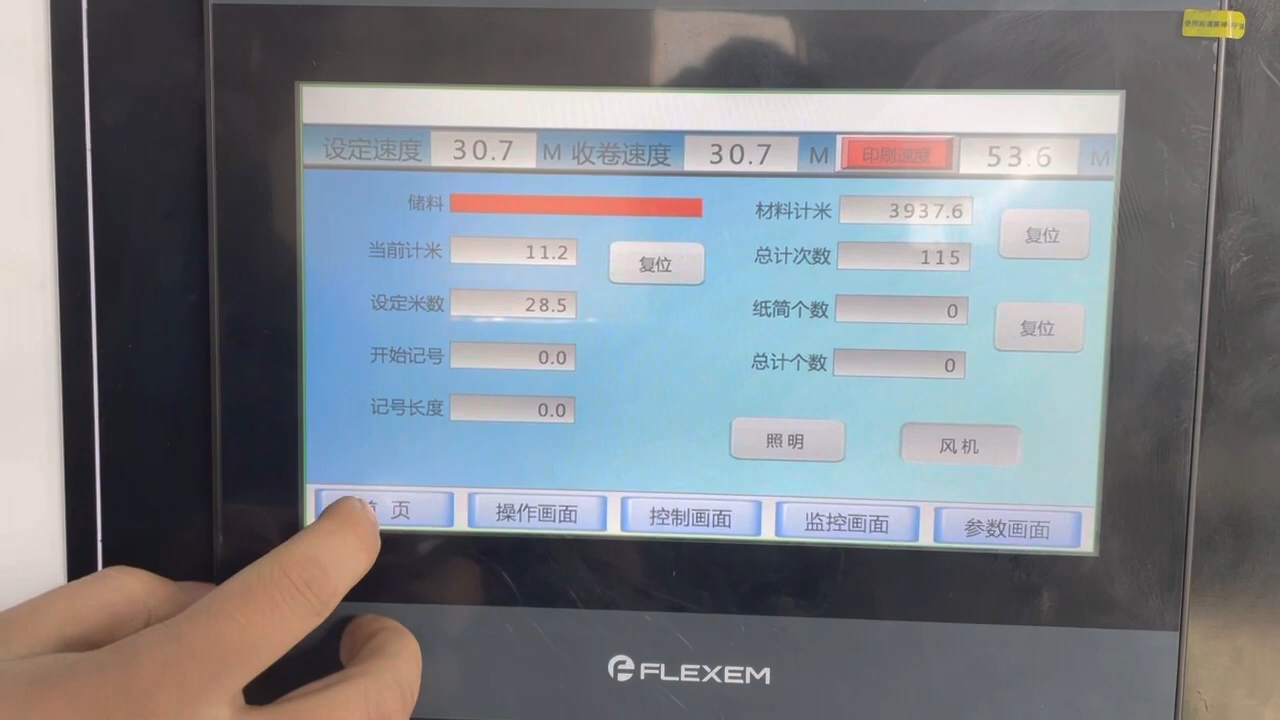 设定速度 30.7 M 收卷速度 30.7 M 印刷速度 53.6 M
储料 材料计米 3937.6 复位
当前计米 11.2 复位 总计次数 115
设定米数 28.5 纸筒个数 0 复位
开始记号 0.0 总计个数 0
记号长度 0.0
照明 风机
页 操作画面 控制画面 监控画面 参数画面
FLEXEM